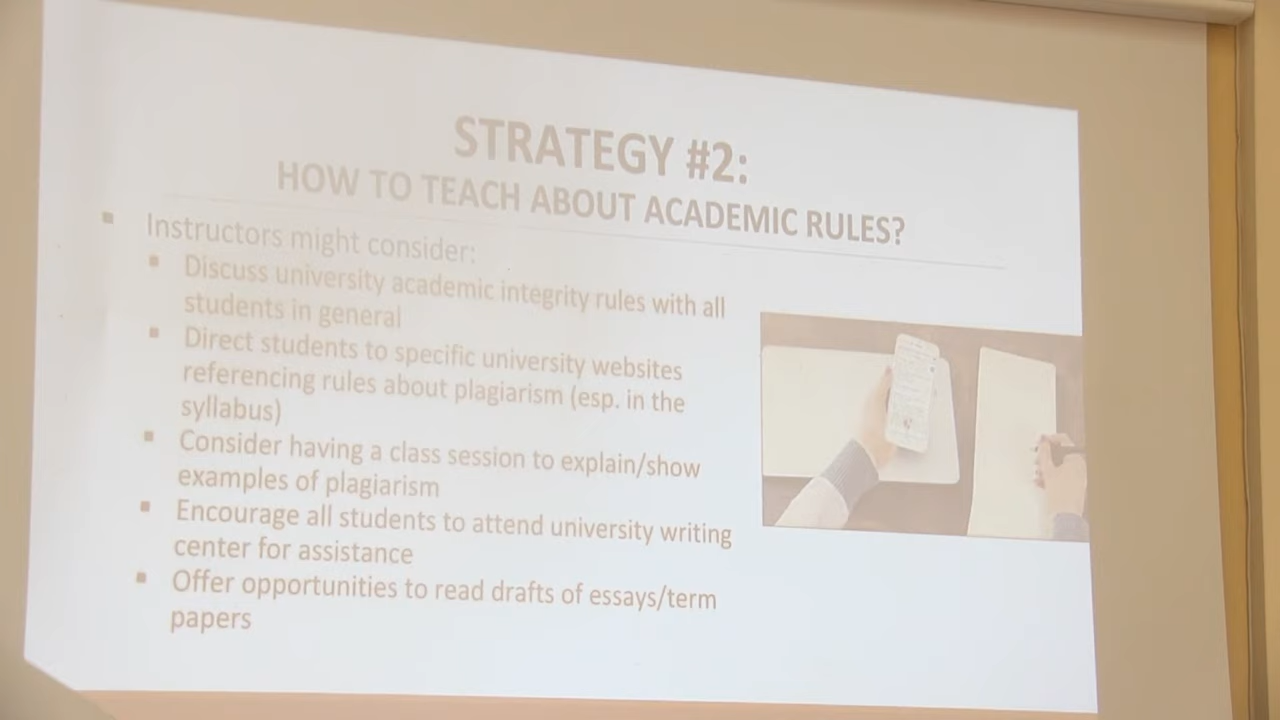 STRATEGY #2:
HOW TO TEACH ABOUT ACADEMIC RULES?
▪ Instructors might consider:
▪ Discuss university academic integrity rules with all
students in general
▪ Direct students to specific university websites
referencing rules about plagiarism (esp. in the
syllabus)
▪ Consider having a class session to explain/show
examples of plagiarism
▪ Encourage all students to attend university writing
center for assistance
▪ Offer opportunities to read drafts of essays/term
papers